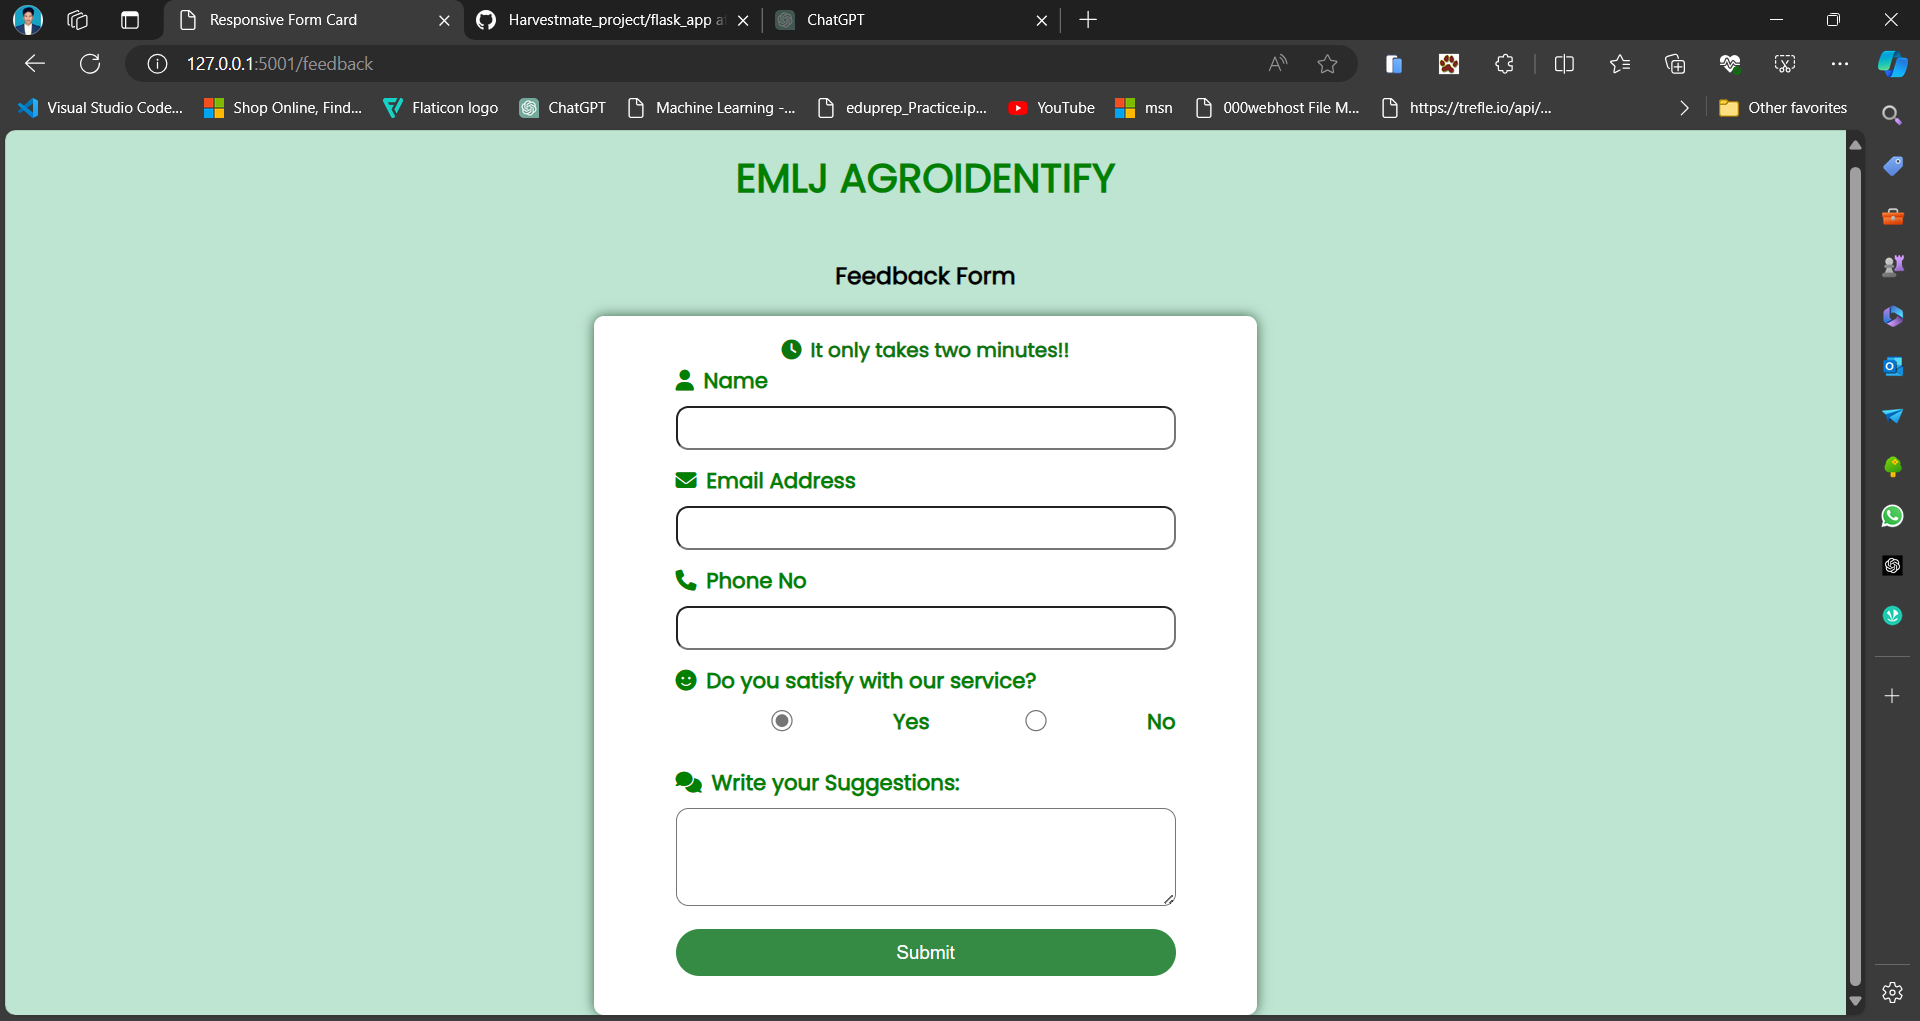 Responsive Form Card
Harvestmate_project/flask_app a
ChatGPT
127.0.0.1:5001/feedback
Visual Studio Code...
Shop Online, Find...
Flaticon logo
ChatGPT
Machine Learning -...
eduprep_Practice.ip...
YouTube
msn
000webhost File M...
https://trefle.io/api/...
Other favorites
EMLJ AGROIDENTIFY
Feedback Form
It only takes two minutes!!
Name
Email Address
Phone No
Do you satisfy with our service?
Yes No
Write your Suggestions:
Submit